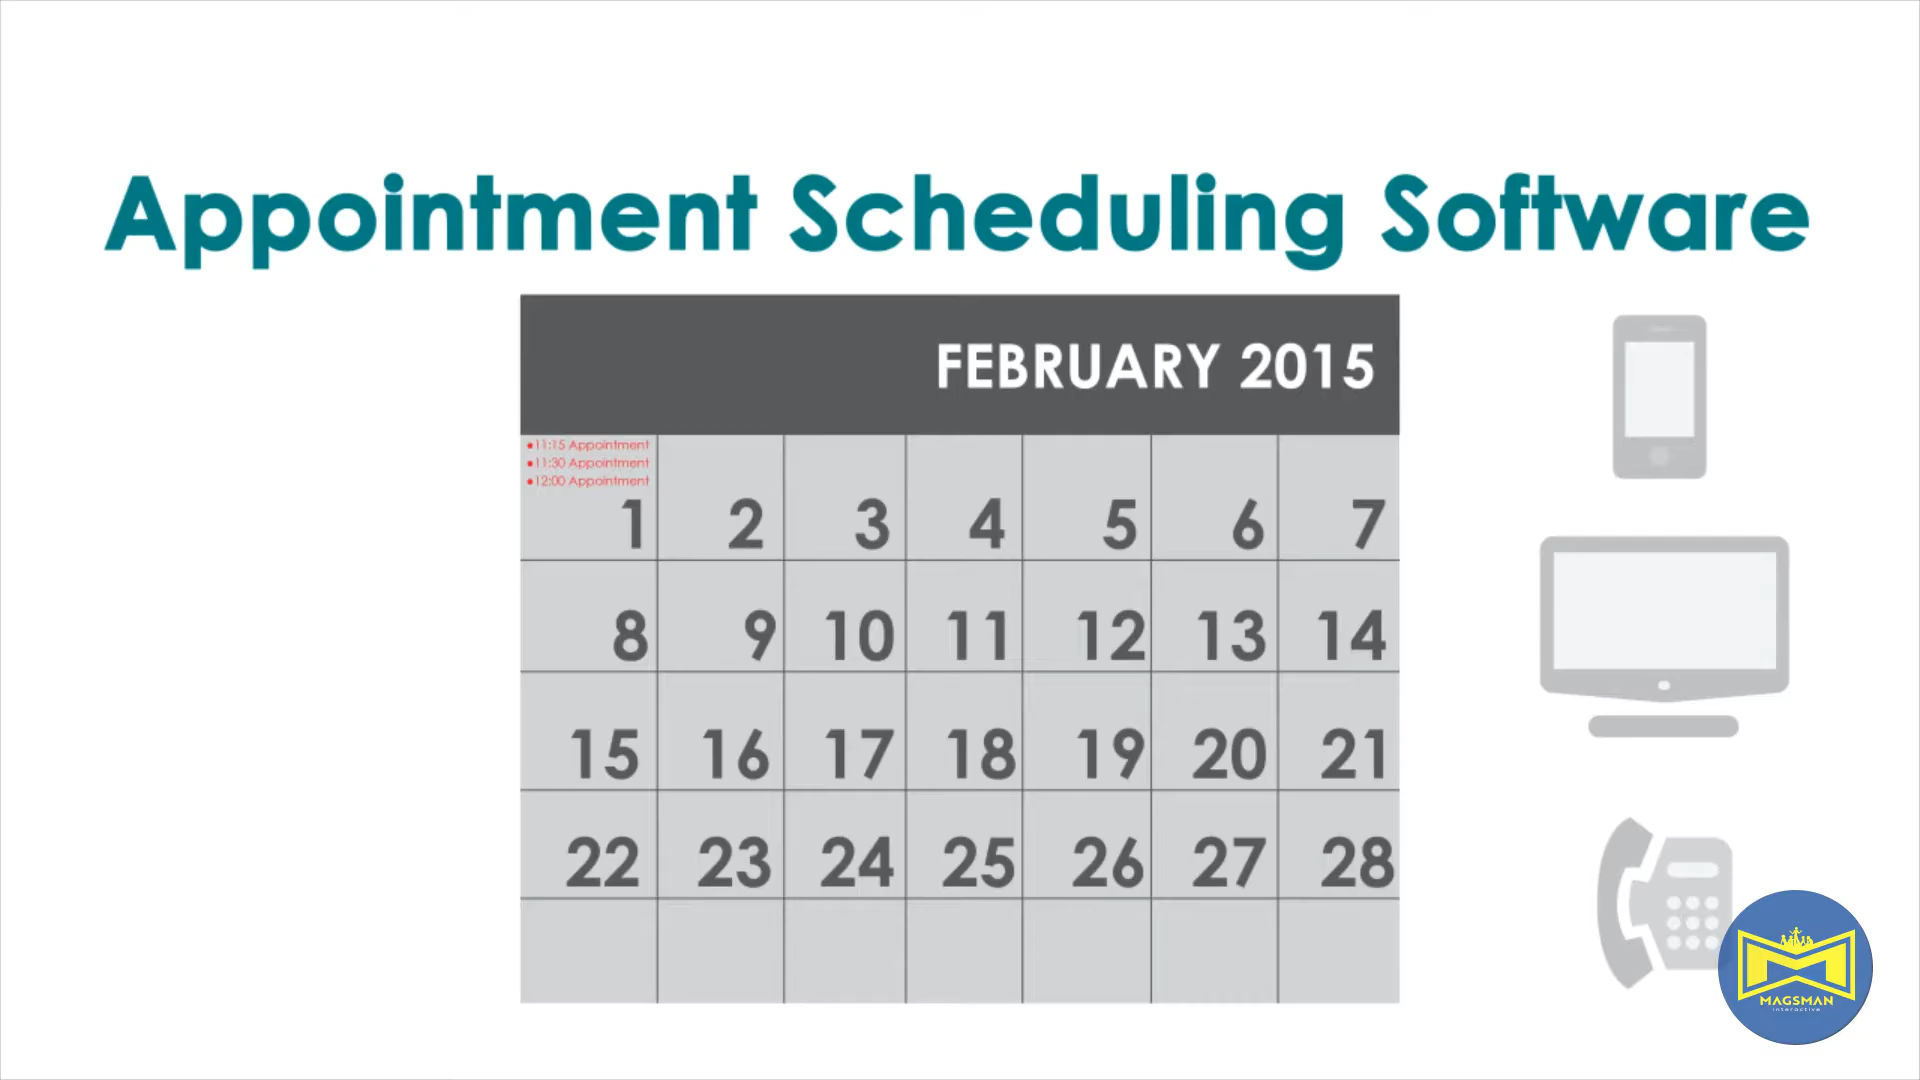 Appointment Scheduling Software
FEBRUARY 2015
•11:15 Appointment
•11:30 Appointment
•12:00 Appointment
1 2 3 4 5 6 7
8 9 10 11 12 13 14
15 16 17 18 19 20 21
22 23 24 25 26 27 28
MAGSMAN
interactive